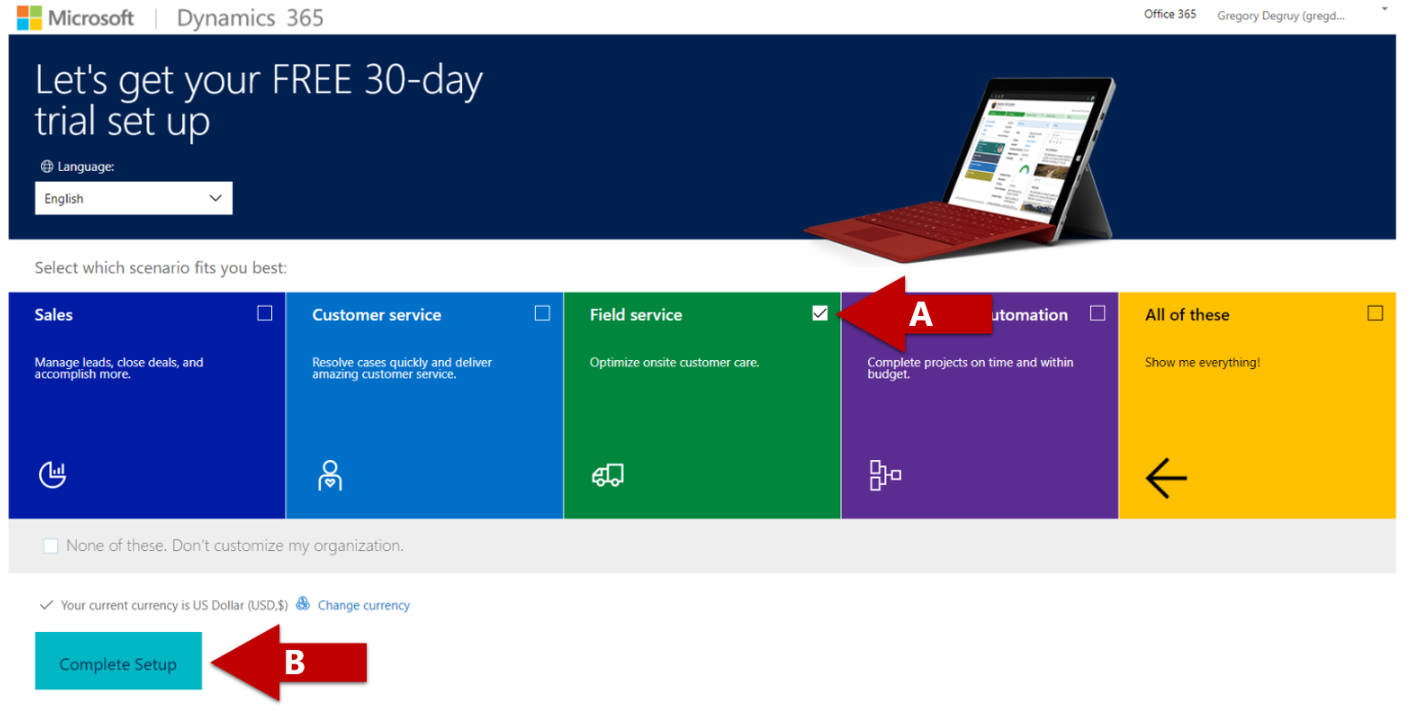 Microsoft | Dynamics 365
Office 365 Gregory Degruy (gregd...
Let's get your FREE 30-day
trial set up
Language:
English
Select which scenario fits you best:
Sales
Manage leads, close deals, and
accomplish more.
Customer service
Resolve cases quickly and deliver
amazing customer service.
Field service
Optimize onsite customer care.
A
utomation
Complete projects on time and within
budget.
All of these
Show me everything!
None of these. Don't customize my organization.
Your current currency is US Dollar (USD,$) Change currency
Complete Setup
B